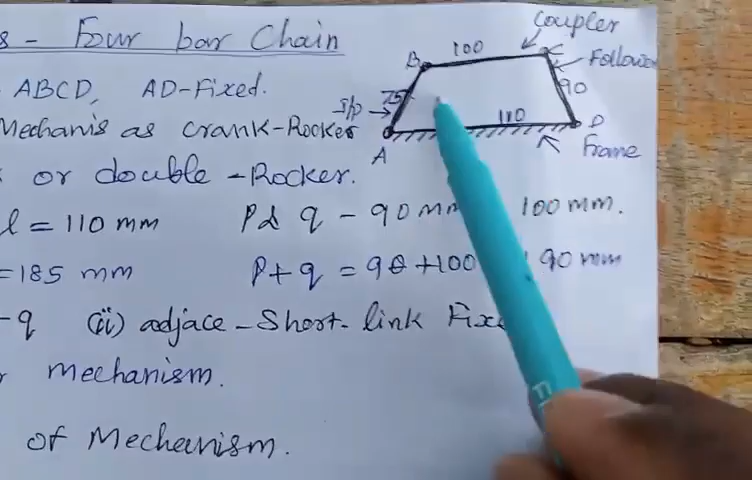 s - Four bar Chain
ABCD, AD-Fixed.
Mechanis as crank-Rocker
or double - Rocker.
l = 110 mm P& q - 90 mm 100 mm.
= 185 mm P + q = 90 + 100 90 mm
- q (ii) adjace - Short - link Fixe
mechanism.
of Mechanism.
Coupler
B 100 C
Follower
I/p 75 90
110 D
A Frame